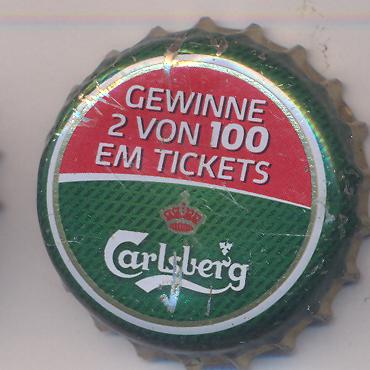 GEWINNE
2 VON 100
EM TICKETS
Carlsberg